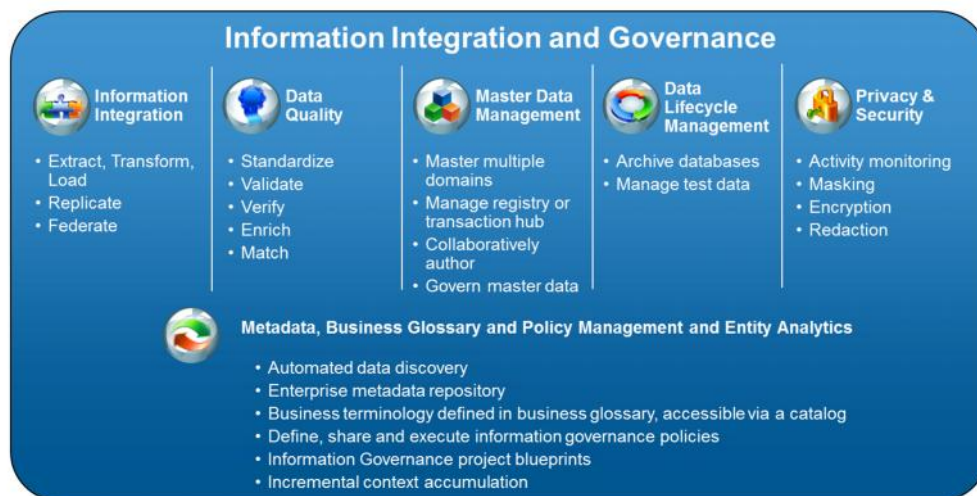 Information Integration and Governance
Information
Integration
• Extract, Transform,
Load
• Replicate
• Federate
Data
Quality
• Standardize
• Validate
• Verify
• Enrich
• Match
Master Data
Management
• Master multiple
domains
• Manage registry or
transaction hub
• Collaboratively
author
• Govern master data
Data
Lifecycle
Management
• Archive databases
• Manage test data
Privacy &
Security
• Activity monitoring
• Masking
• Encryption
• Redaction
Metadata, Business Glossary and Policy Management and Entity Analytics
• Automated data discovery
• Enterprise metadata repository
• Business terminology defined in business glossary, accessible via a catalog
• Define, share and execute information governance policies
• Information Governance project blueprints
• Incremental context accumulation